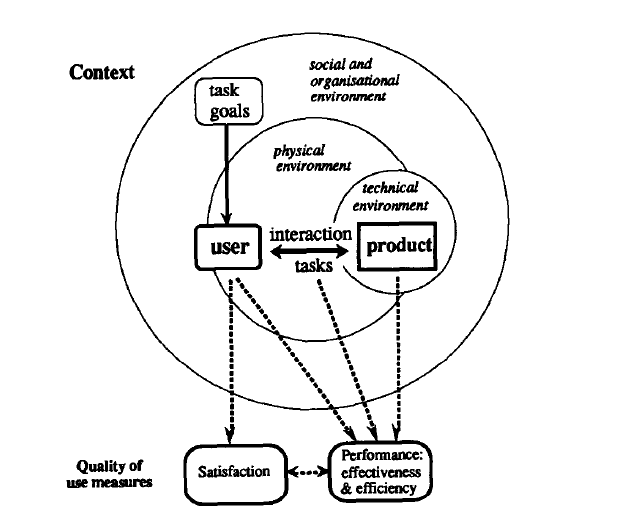 Context
social and
organisational
environment
task
goals
physical
environment
technical
environment
user
interaction
tasks
product
Quality of
use measures
Satisfaction
Performance:
effectiveness
& efficiency